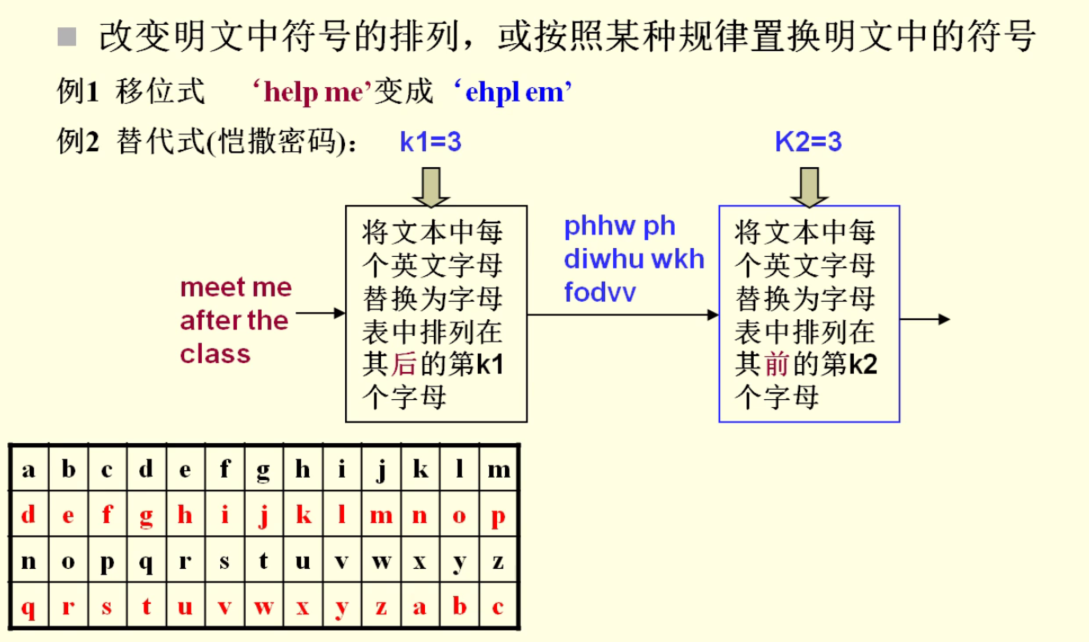 改变明文中符号的排列，或按照某种规律置换明文中的符号
例1 移位式 ‘help me’变成 ‘ehpl em’
例2 替代式(恺撒密码)：
k1=3
K2=3
meet me
after the
class
将文本中每
个英文字母
替换为字母
表中排列在
其后的第k1
个字母
phhw ph
diwhu wkh
fodvv
将文本中每
个英文字母
替换为字母
表中排列在
其前的第k2
个字母
a b c d e f g h i j k l m
d e f g h i j k l m n o p
n o p q r s t u v w x y z
q r s t u v w x y z a b c